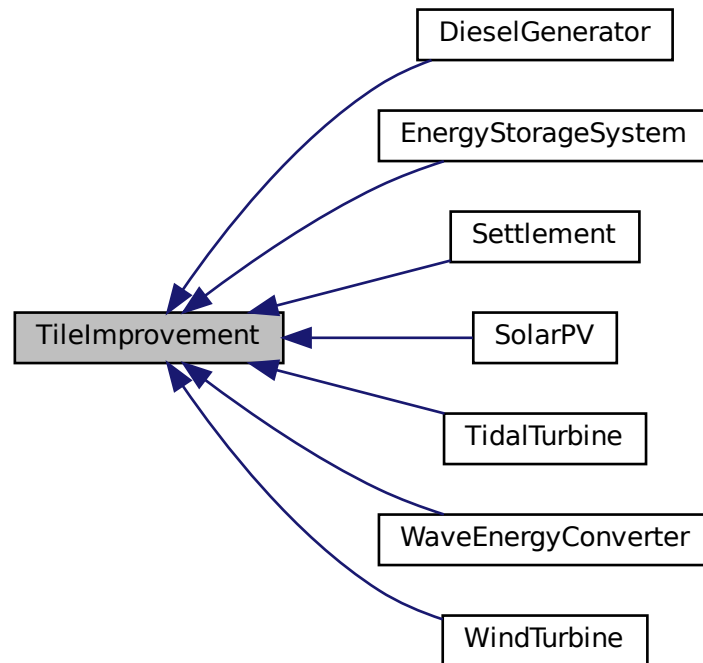 DieselGenerator
EnergyStorageSystem
Settlement
TileImprovement
SolarPV
TidalTurbine
WaveEnergyConverter
WindTurbine